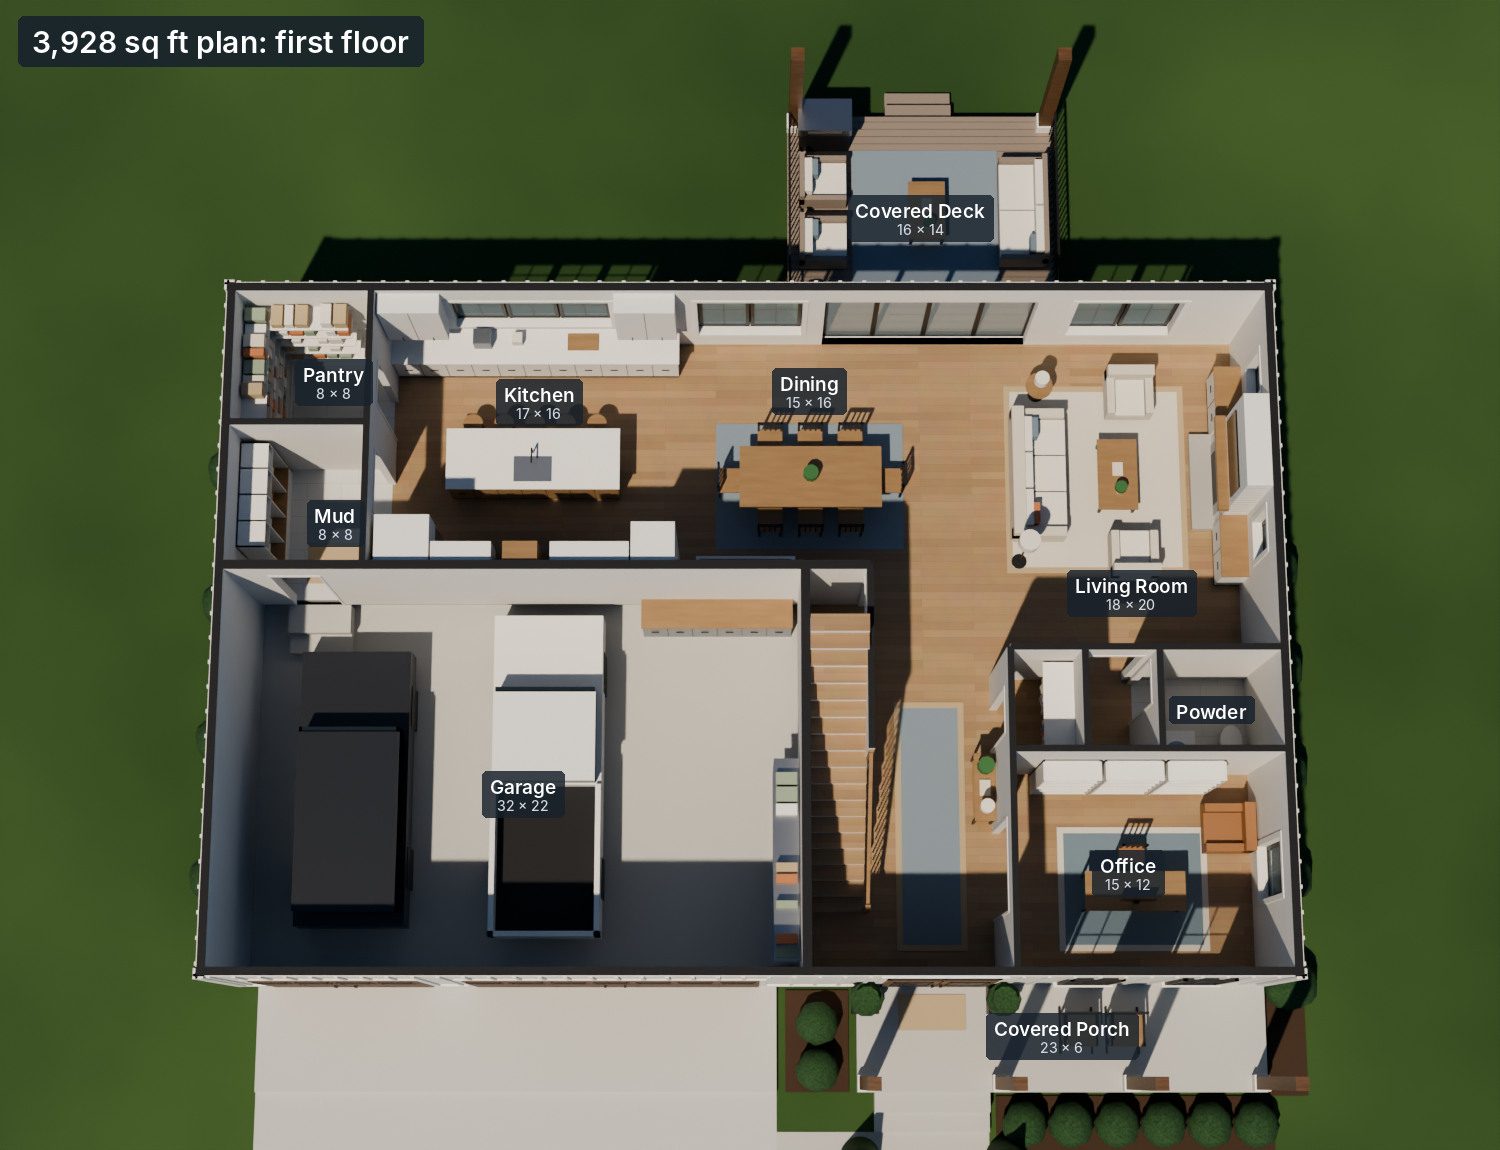 3,928 sq ft plan: first floor
Covered Deck
16 × 14
Pantry
8 × 8
Kitchen
17 × 16
Dining
15 × 16
Mud
8 × 8
Living Room
18 × 20
Powder
Garage
32 × 22
Office
15 × 12
Covered Porch
23 × 6